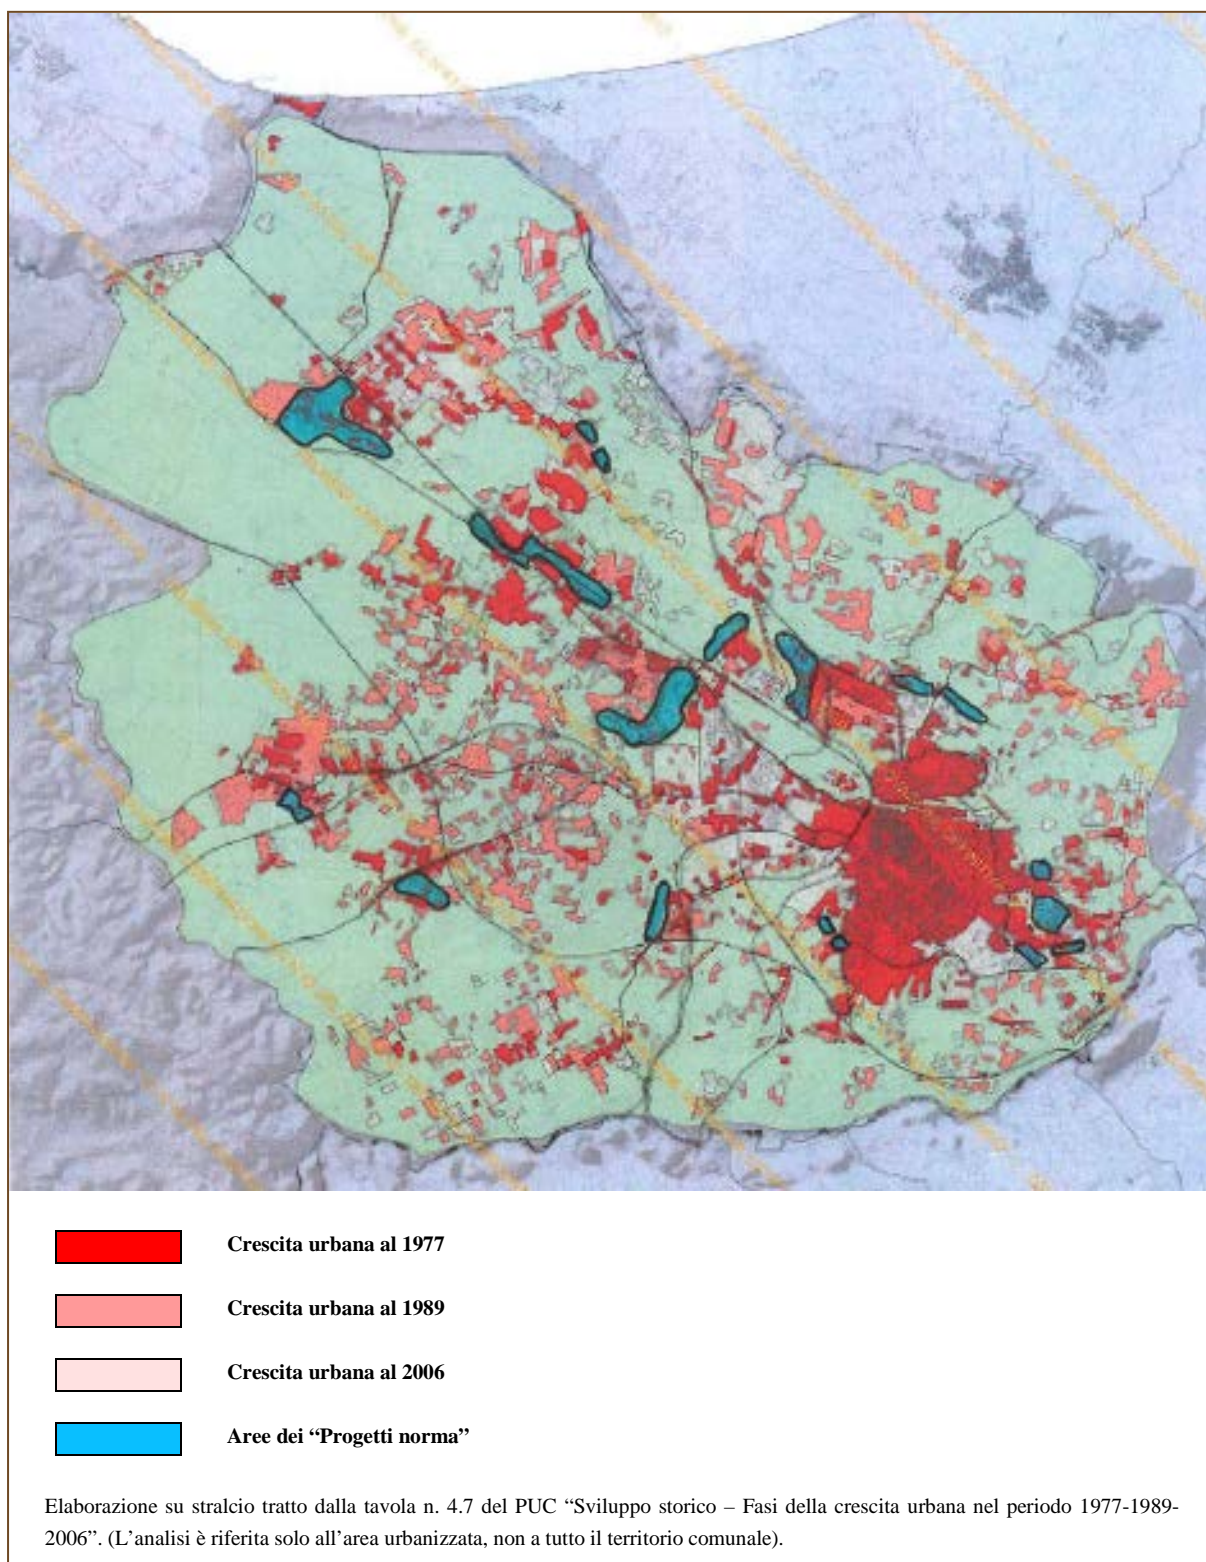 Crescita urbana al 1977
Crescita urbana al 1989
Crescita urbana al 2006
Aree dei “Progetti norma”
Elaborazione su stralcio tratto dalla tavola n. 4.7 del PUC “Sviluppo storico – Fasi della crescita urbana nel periodo 1977-1989-
2006”. (L’analisi è riferita solo all’area urbanizzata, non a tutto il territorio comunale).